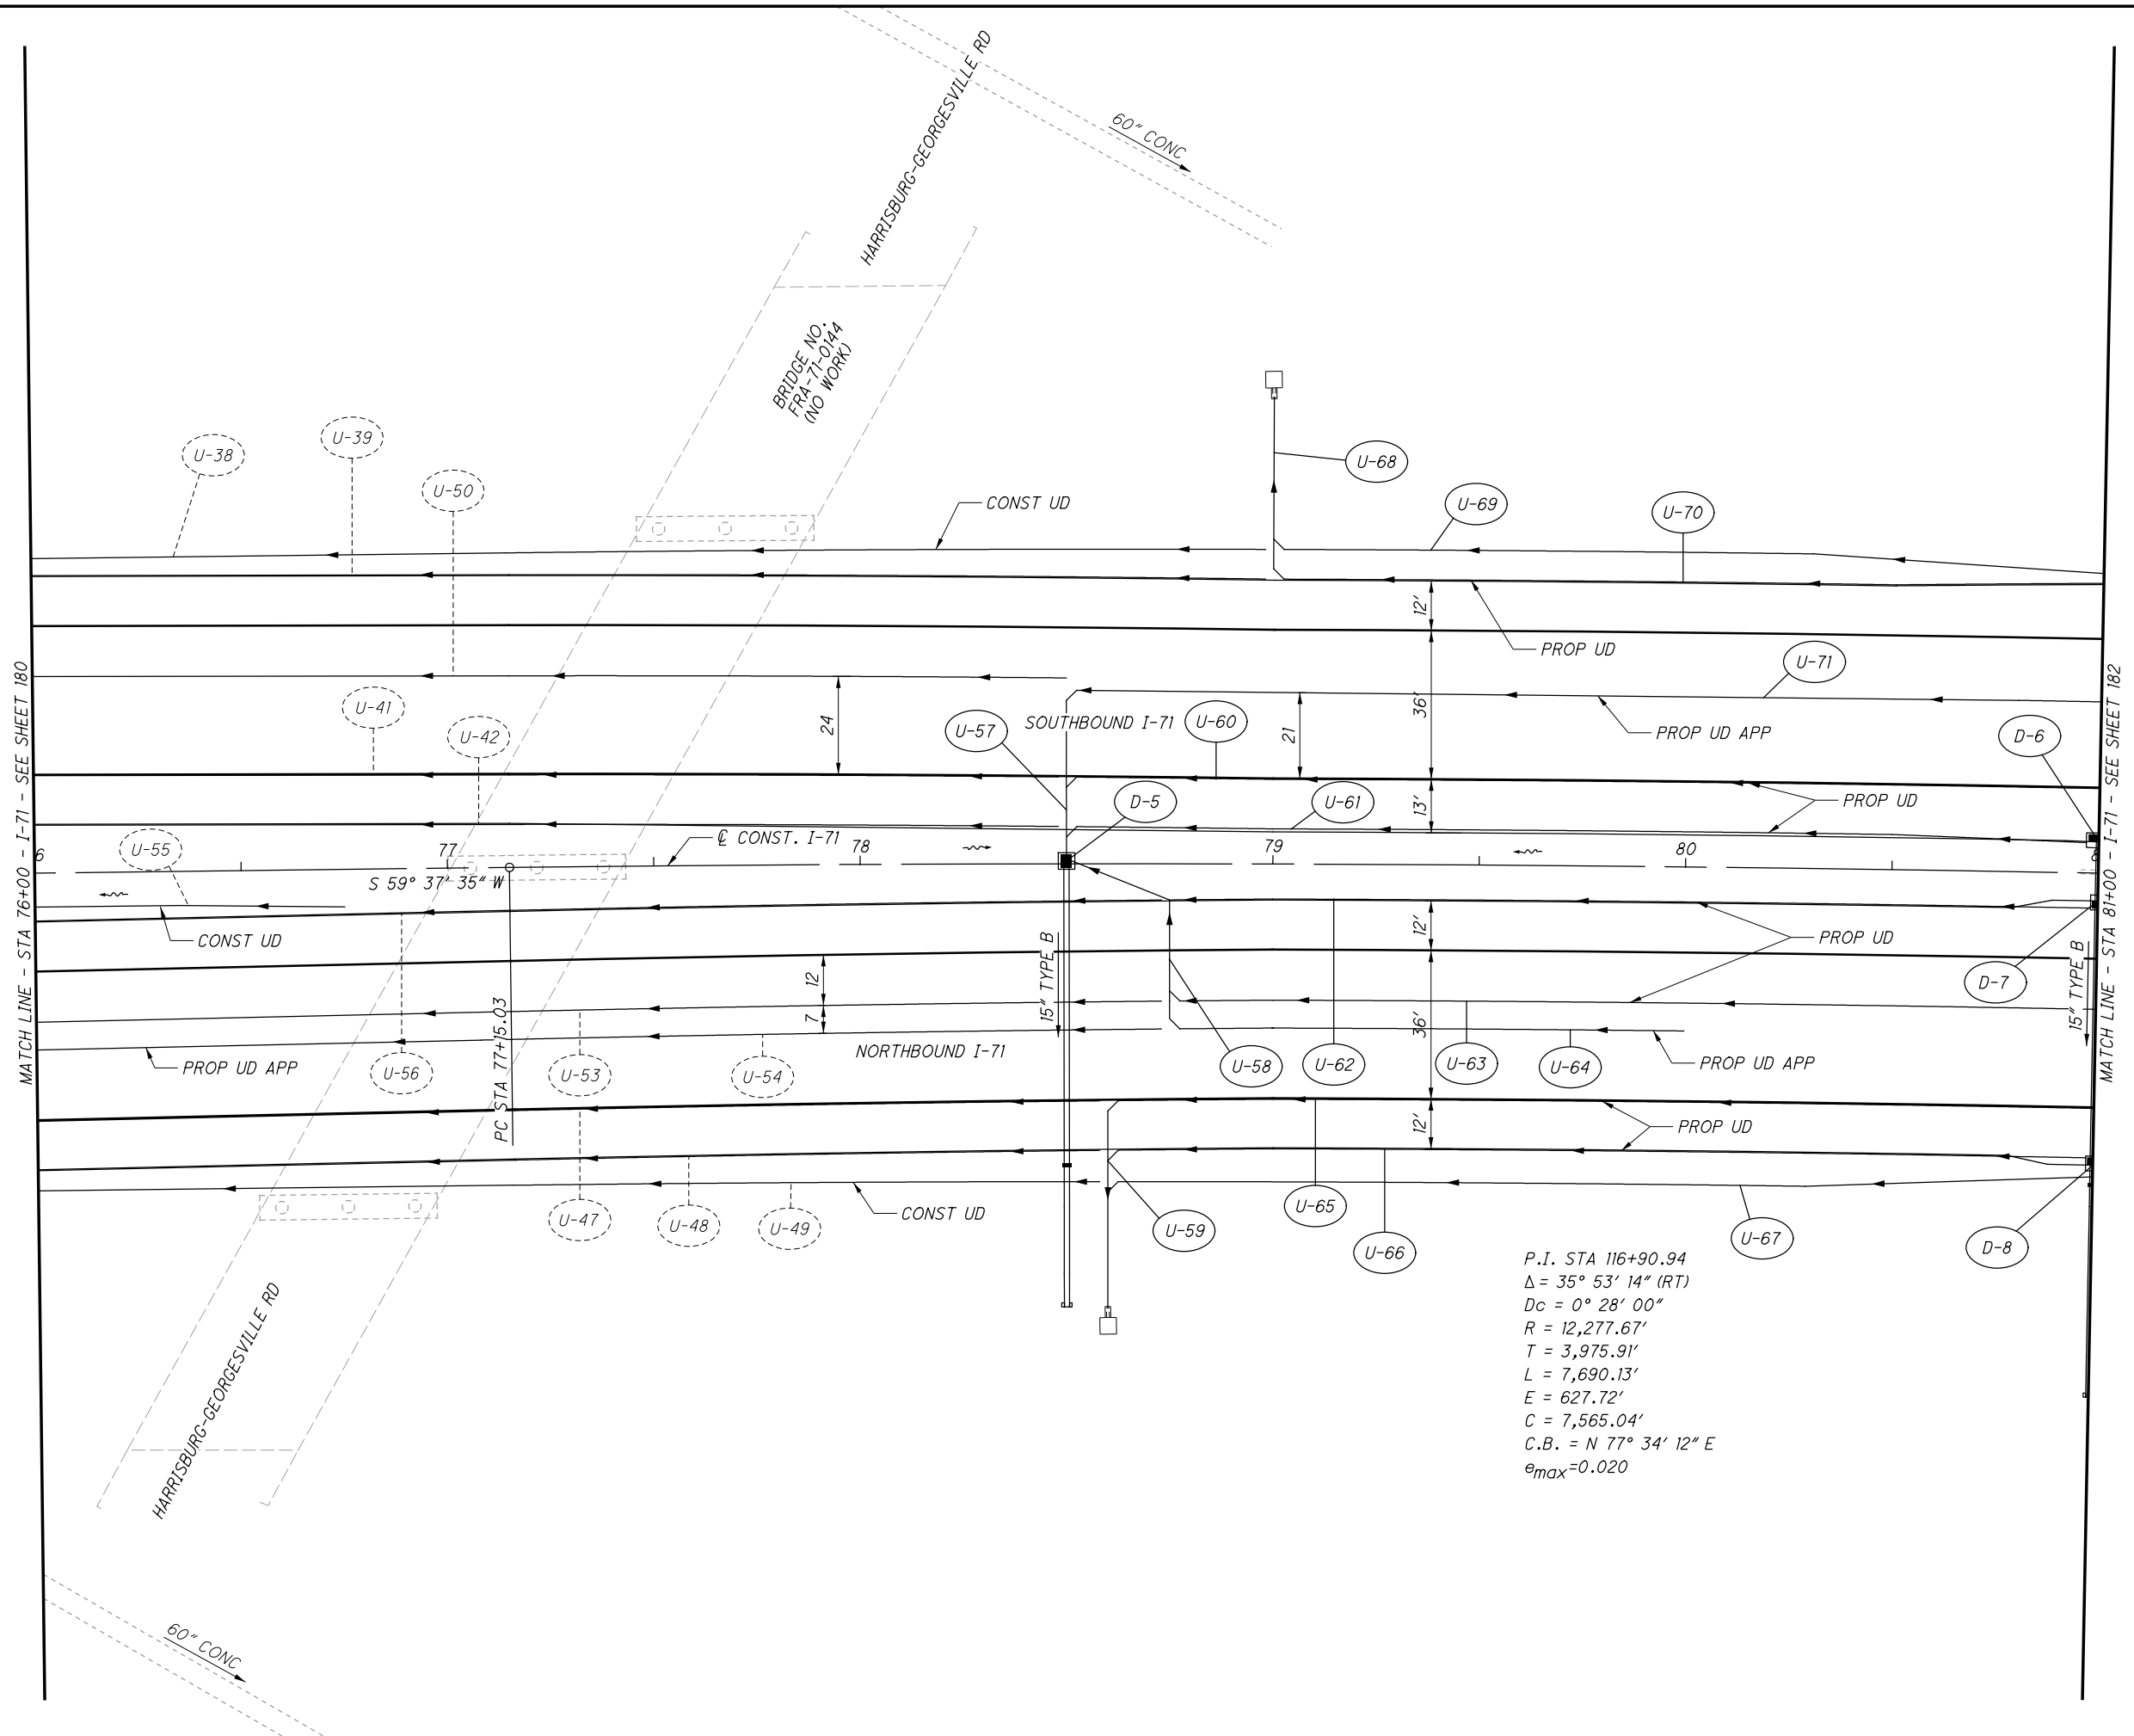 HARRISBURG-GEORGESVILLE RD
60" CONC
BRIDGE NO.
FRA-71-0144
(NO WORK)
U-38
U-39
U-50
CONST UD
U-68
U-69
U-70
12'
PROP UD
36'
U-71
PROP UD APP
U-41
U-42
24
U-57
SOUTHBOUND I-71
U-60
21
D-6
D-5
U-61
13'
PROP UD
MATCH LINE - STA 76+00 - I-71 - SEE SHEET 180
MATCH LINE - STA 81+00 - I-71 - SEE SHEET 182
6
U-55
77
℄ CONST. I-71
78
79
80
8
S 59° 37' 35" W
CONST UD
12'
PROP UD
12
7
15" TYPE B
36'
D-7
15" TYPE B
PC STA 77+15.03
PROP UD APP
U-56
U-53
U-54
NORTHBOUND I-71
U-58
U-62
U-63
U-64
PROP UD APP
12'
PROP UD
U-47
U-48
U-49
CONST UD
U-59
U-65
U-66
U-67
D-8
P.I. STA 116+90.94
Δ = 35° 53' 14" (RT)
Dc = 0° 28' 00"
R = 12,277.67'
T = 3,975.91'
L = 7,690.13'
E = 627.72'
C = 7,565.04'
C.B. = N 77° 34' 12" E
emax=0.020
HARRISBURG-GEORGESVILLE RD
60" CONC